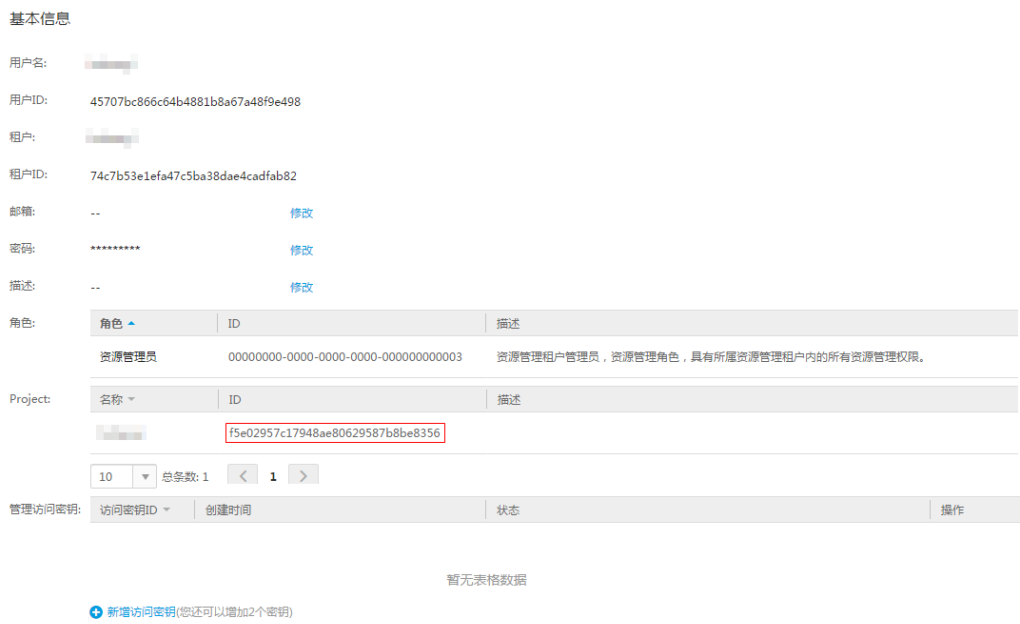 基本信息
用户名:
用户ID: 45707bc866c64b4881b8a67a48f9e498
租户:
租户ID: 74c7b53e1efa47c5ba38dae4cadfab82
邮箱: -- 修改
密码: ********* 修改
描述: -- 修改
角色: 角色 ID 描述
资源管理员 00000000-0000-0000-0000-000000000003 资源管理租户管理员，资源管理角色，具有所属资源管理租户内的所有资源管理权限。
Project: 名称 ID 描述
f5e02957c17948ae80629587b8be8356
10 总条数: 1 1
管理访问密钥: 访问密钥ID 创建时间 状态 操作
暂无表格数据
新增访问密钥(您还可以增加2个密钥)